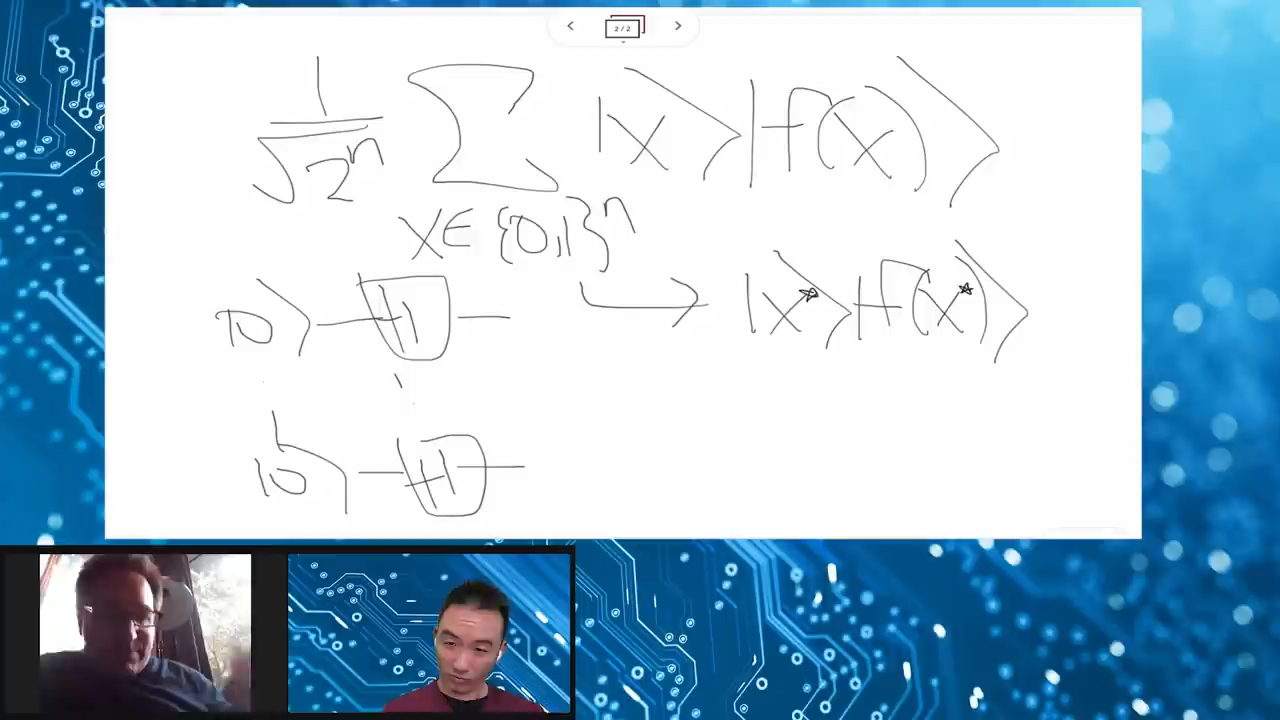 2 / 2
1/√2ⁿ ∑ |x⟩|f(x)⟩
x∈{0,1}ⁿ
|0⟩ H → |x*⟩|f(x*)⟩
|0⟩ H